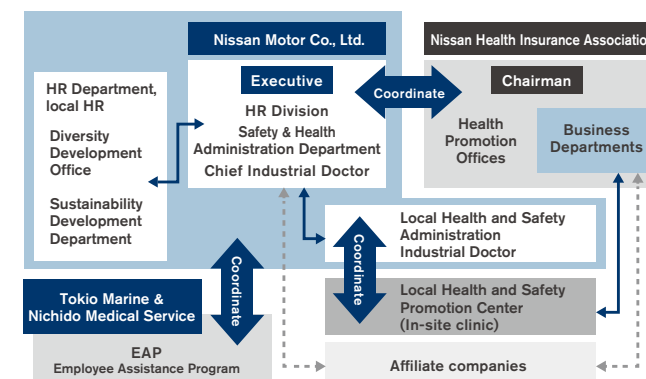 Nissan Motor Co., Ltd.
Nissan Health Insurance Associatio
HR Department,
local HR
Diversity
Development
Office
Sustainability
Development
Department
Executive
HR Division
Safety & Health
Administration Department
Chief Industrial Doctor
Coordinate
Chairman
Health
Promotion
Offices
Business
Departments
Local Health and Safety
Administration
Industrial Doctor
Coordinate
Coordinate
Tokio Marine &
Nichido Medical Service
Local Health and Safety
Promotion Center
(In-site clinic)
EAP
Employee Assistance Program
Affiliate companies